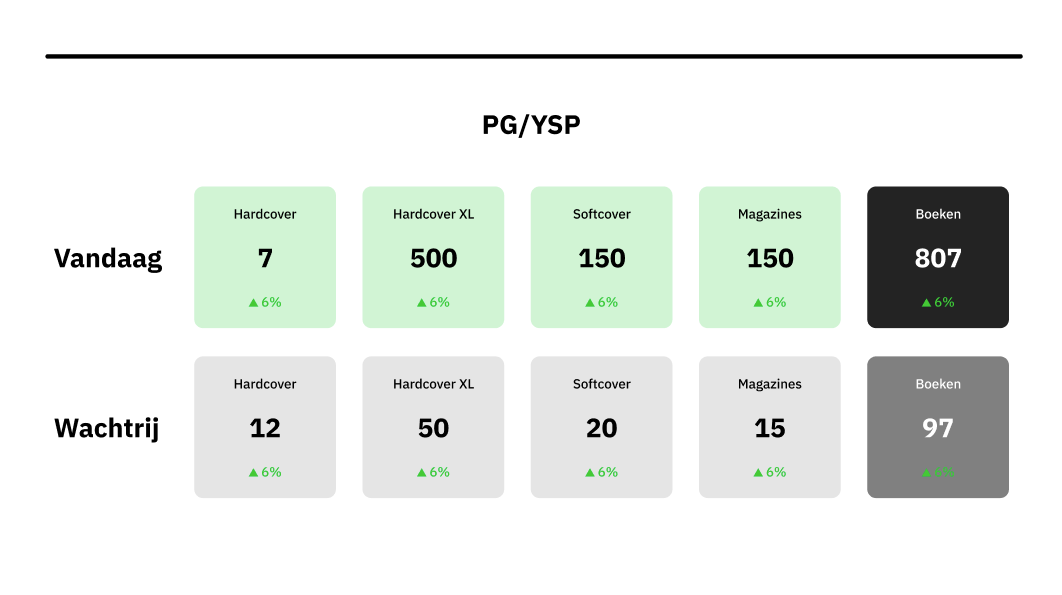 PG/YSP
Vandaag
Hardcover
7
▲ 6%
Hardcover XL
500
▲ 6%
Softcover
150
▲ 6%
Magazines
150
▲ 6%
Boeken
807
▲ 6%
Wachtrij
Hardcover
12
▲ 6%
Hardcover XL
50
▲ 6%
Softcover
20
▲ 6%
Magazines
15
▲ 6%
Boeken
97
▲ 6%